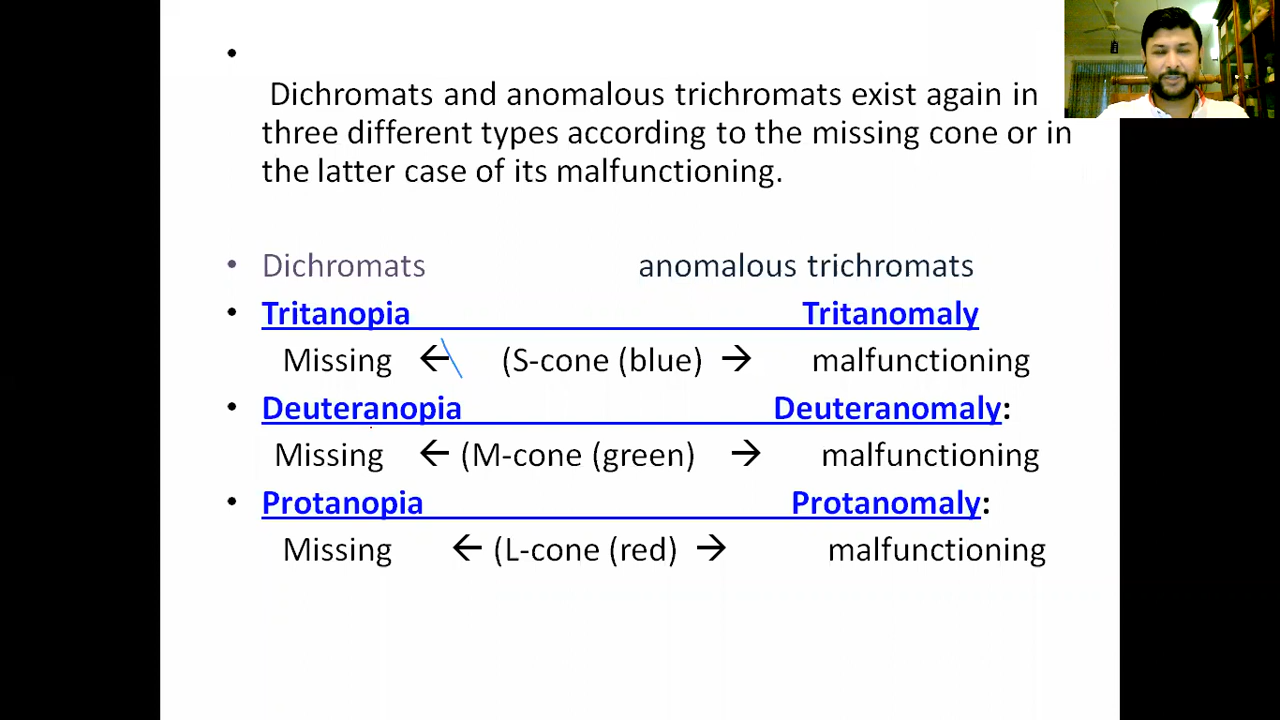 •
Dichromats and anomalous trichromats exist again in
three different types according to the missing cone or in
the latter case of its malfunctioning.
• Dichromats anomalous trichromats
• Tritanopia Tritanomaly
Missing ← (S-cone (blue) → malfunctioning
• Deuteranopia Deuteranomaly:
Missing ← (M-cone (green) → malfunctioning
• Protanopia Protanomaly:
Missing ← (L-cone (red) → malfunctioning